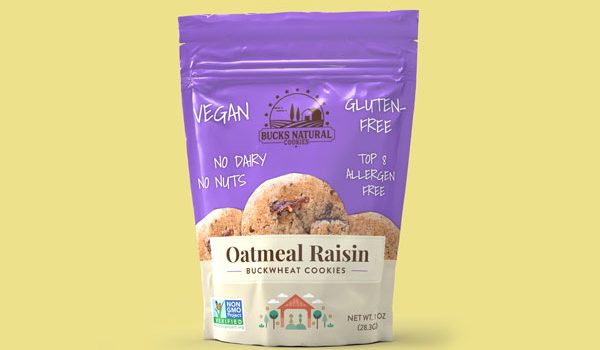 VEGAN
GLUTEN-
FREE
BUCKS NATURAL
COOKIES
NO DAIRY
NO NUTS
TOP 8
ALLERGEN
FREE
Oatmeal Raisin
BUCKWHEAT COOKIES
NON
GMO
Project
VERIFIED
NET WT. 1 OZ
(28.3G)